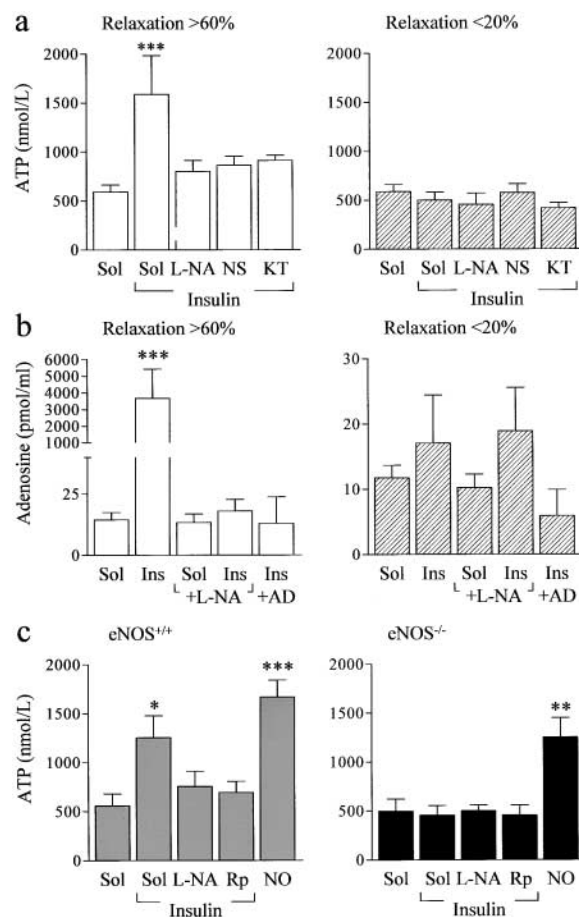 a Relaxation >60% Relaxation <20%
*** 
ATP (nmol/L)
2000 2000
1500 1500
1000 1000
500 500
0 0
Sol Sol L-NA NS KT Sol Sol L-NA NS KT
Insulin Insulin
b Relaxation >60% Relaxation <20%
***
Adenosine (pmol/ml)
6000 30
5000
4000
3000 20
2000
1000
25 10
0 0
Sol Ins Sol Ins Ins Sol Ins Sol Ins Ins
+L-NA +AD +L-NA +AD
c eNOS+/+ eNOS-/-
* *** **
ATP (nmol/L)
2000 2000
1500 1500
1000 1000
500 500
0 0
Sol Sol L-NA Rp NO Sol Sol L-NA Rp NO
Insulin Insulin